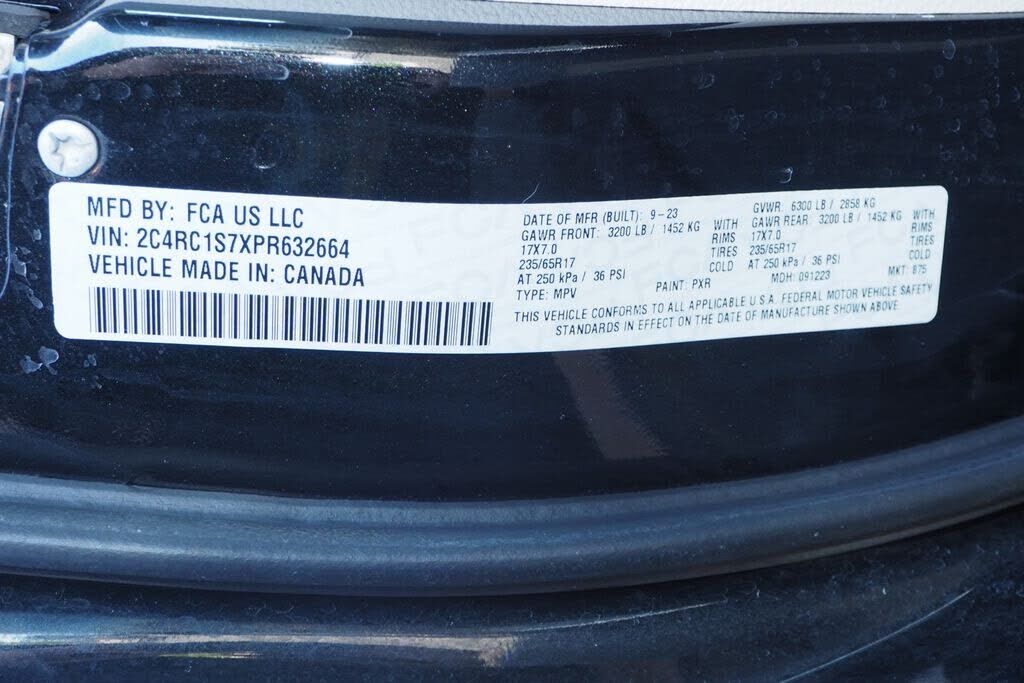 MFD BY: FCA US LLC
VIN: 2C4RC1S7XPR632664
VEHICLE MADE IN: CANADA
DATE OF MFR (BUILT): 9-23
GAWR FRONT: 3200 LB / 1452 KG WITH
17X7.0 RIMS
235/65R17 TIRES
AT 250 kPa / 36 PSI COLD
TYPE: MPV PAINT: PXR
GVWR: 6300 LB / 2858 KG
GAWR REAR: 3200 LB / 1452 KG WITH
17X7.0 RIMS
235/65R17 TIRES
AT 250 kPa / 36 PSI COLD
MDH: 091223 MKT: 875
THIS VEHICLE CONFORMS TO ALL APPLICABLE U.S.A. FEDERAL MOTOR VEHICLE SAFETY
STANDARDS IN EFFECT ON THE DATE OF MANUFACTURE SHOWN ABOVE.